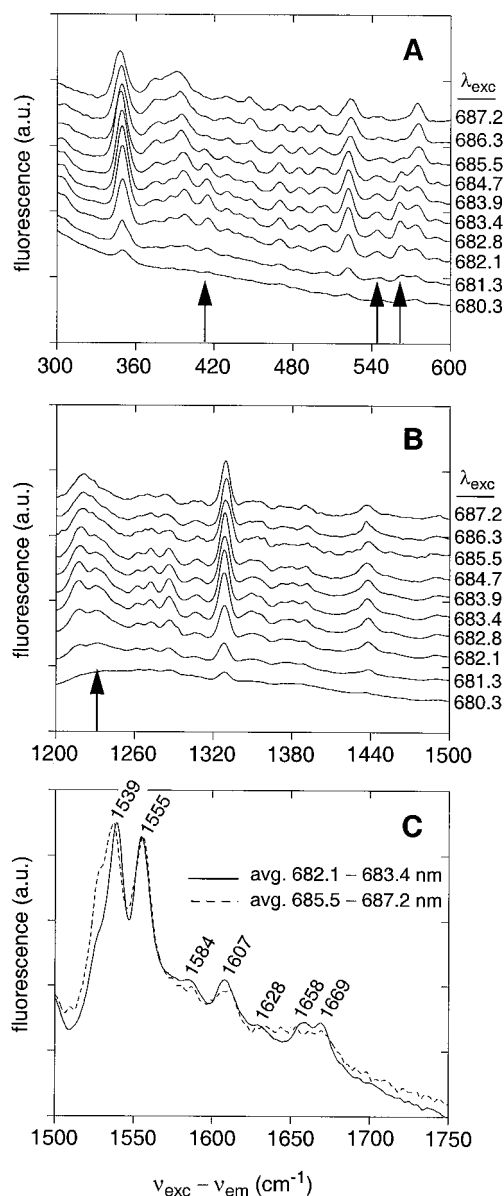 A
fluorescence (a.u.)
λexc
687.2
686.3
685.5
684.7
683.9
683.4
682.8
682.1
681.3
680.3
300 360 420 480 540 600
B
fluorescence (a.u.)
λexc
687.2
686.3
685.5
684.7
683.9
683.4
682.8
682.1
681.3
680.3
1200 1260 1320 1380 1440 1500
C
fluorescence (a.u.)
1539
1555
avg. 682.1 – 683.4 nm
avg. 685.5 – 687.2 nm
1584
1607
1628
1658
1669
1500 1550 1600 1650 1700 1750
νexc – νem (cm⁻¹)